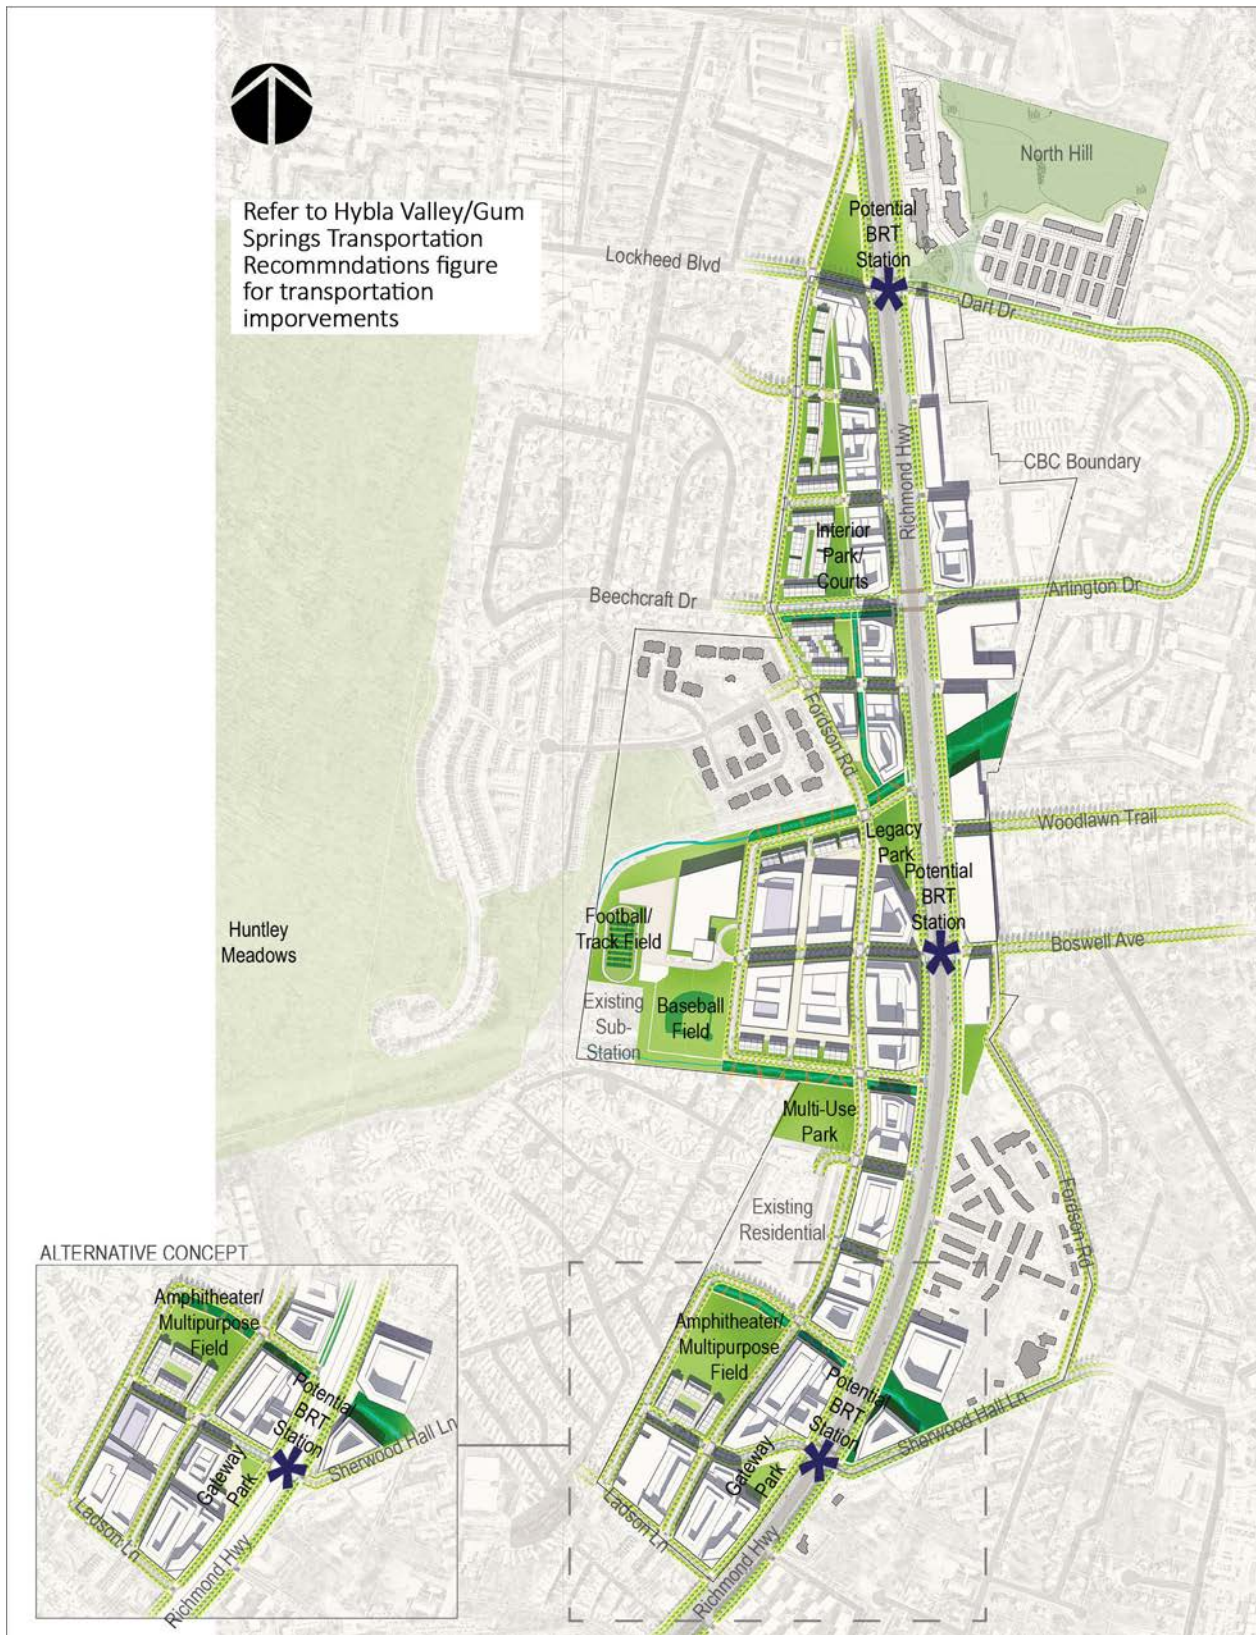 North Hill
Refer to Hybla Valley/Gum
Springs Transportation
Recommndations figure
for transportation
imporvements
Potential
BRT
Station
Lockheed Blvd
Dart Dr
Richmond Hwy
CBC Boundary
Interior
Park/
Courts
Beechcraft Dr
Arlington Dr
Fordson Rd
Legacy
Park
Woodlawn Trail
Potential
BRT
Station
Football/
Track Field
Huntley
Meadows
Boswell Ave
Existing
Sub-
Station
Baseball
Field
Multi-Use
Park
Existing
Residential
Fordson Rd
ALTERNATIVE CONCEPT
Amphitheater/
Multipurpose
Field
Potential
BRT
Station
Gateway
Park
Sherwood Hall Ln
Ladson Ln
Richmond Hwy
Amphitheater/
Multipurpose
Field
Potential
BRT
Station
Gateway
Park
Sherwood Hall Ln
Ladson Ln
Richmond Hwy